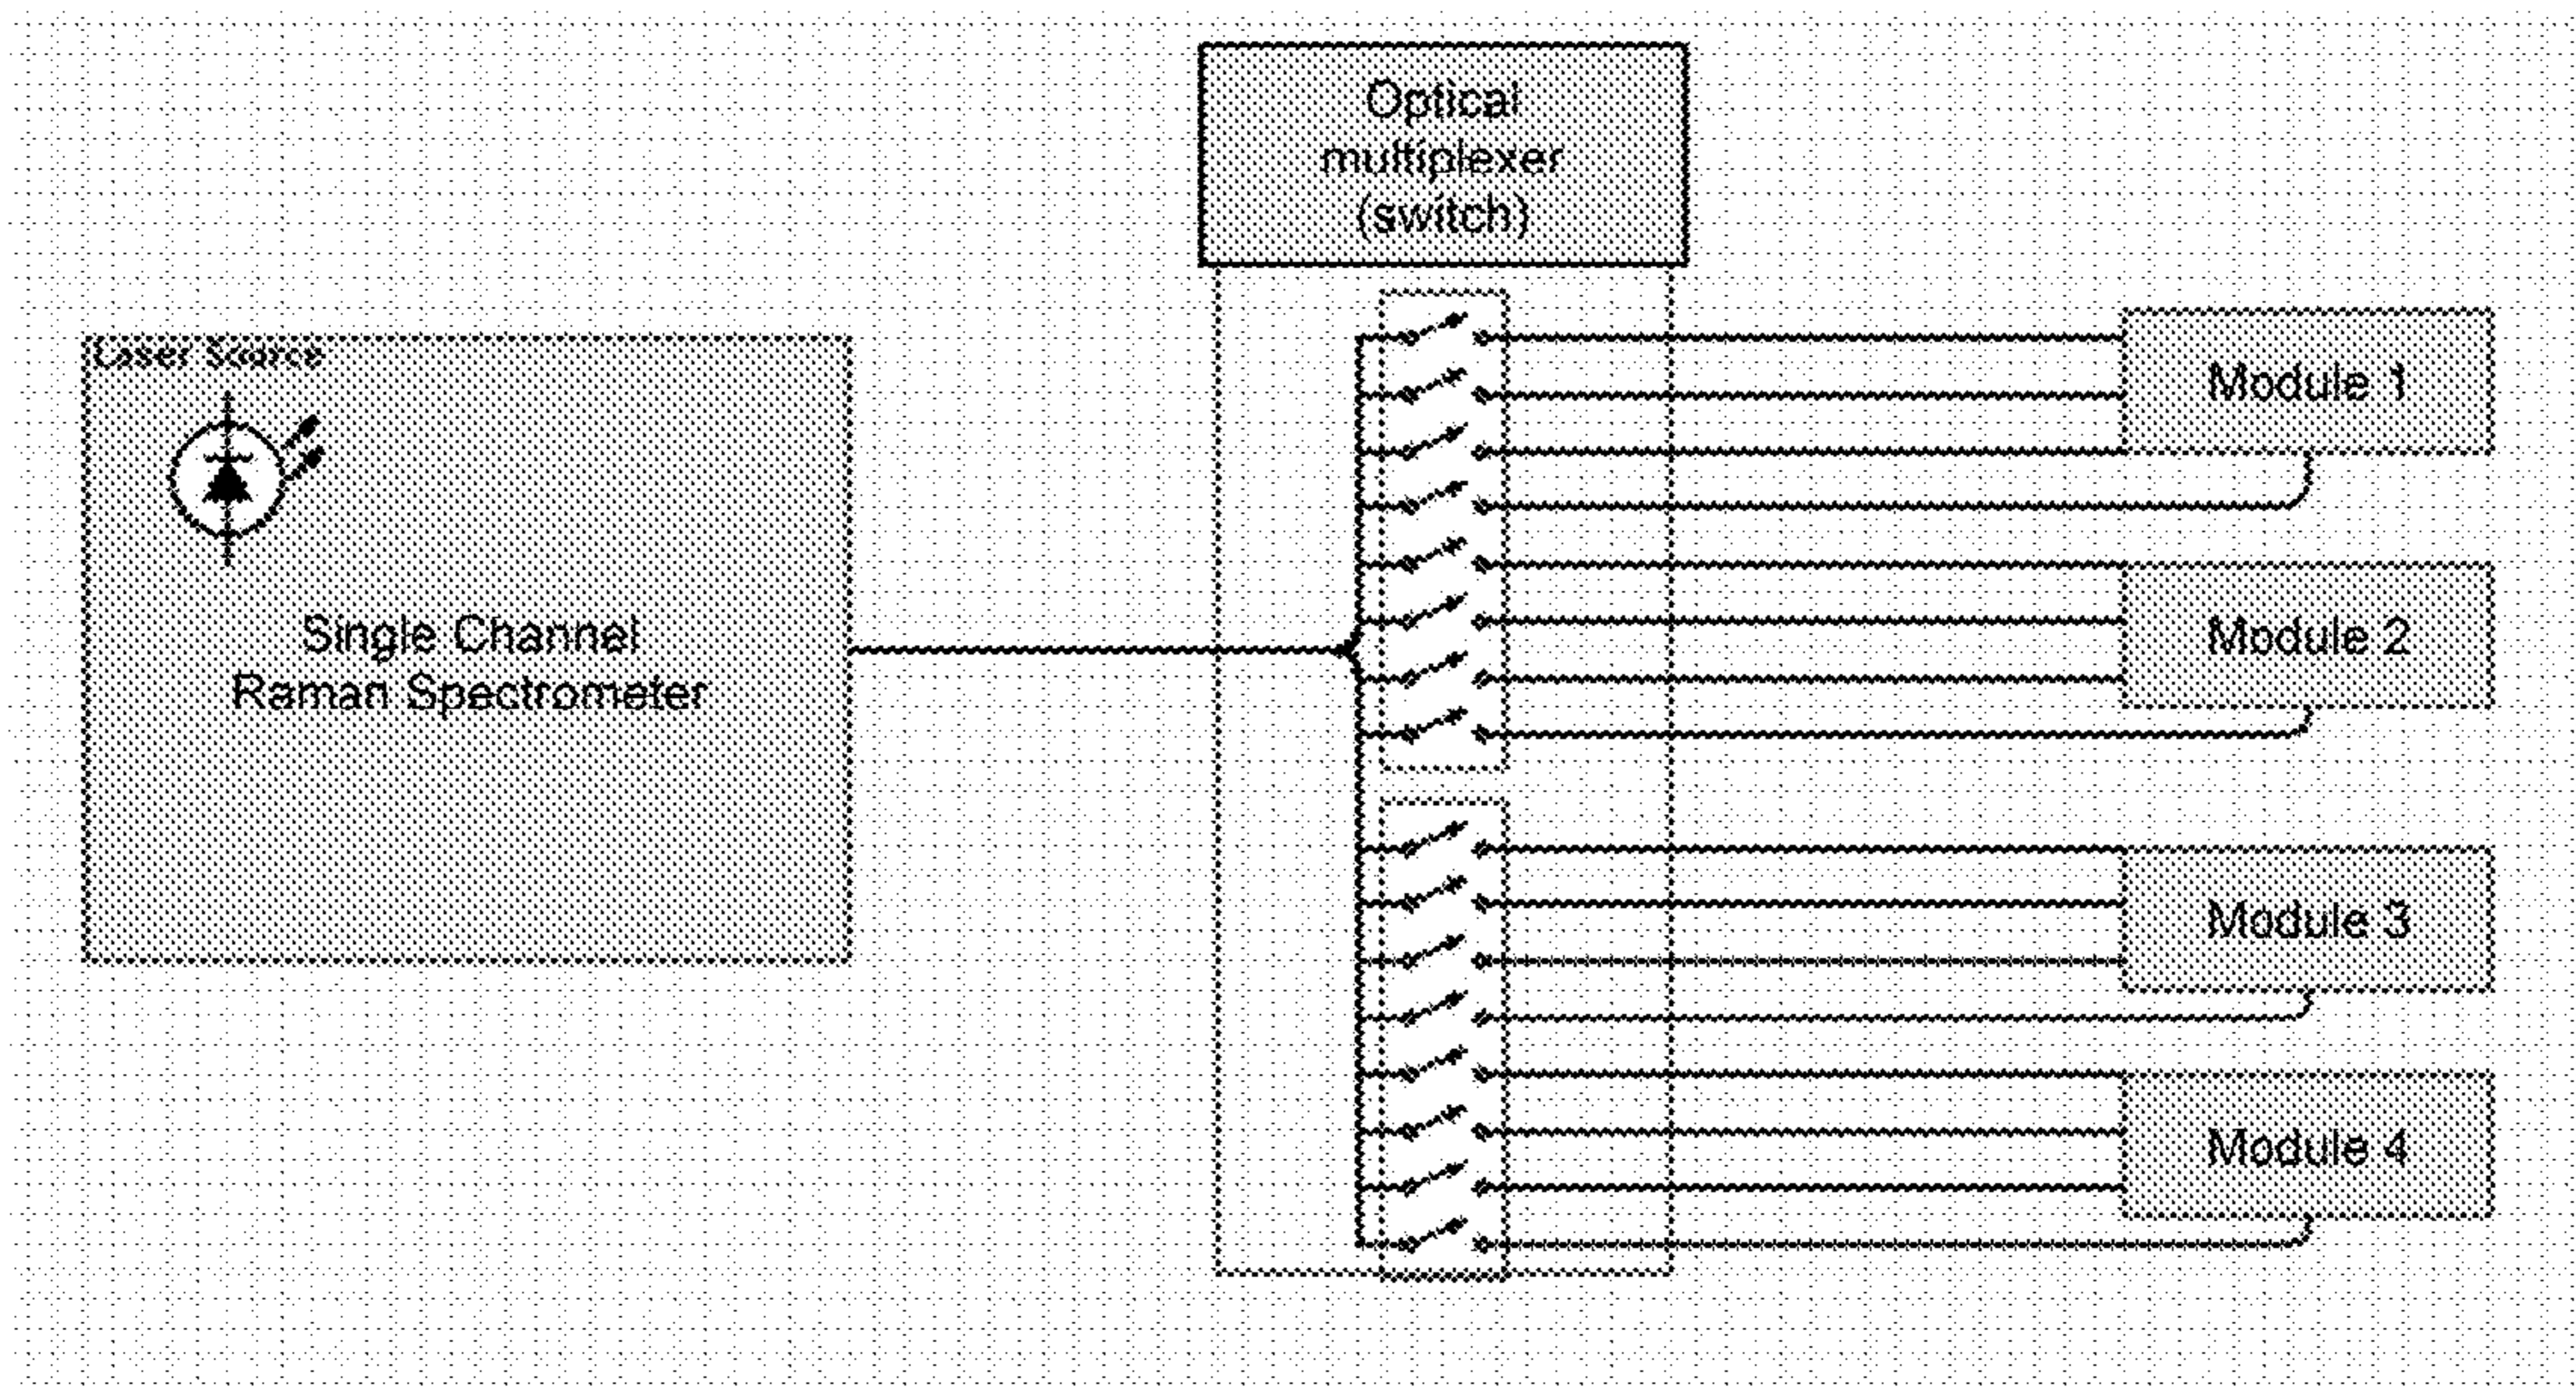 Optical
multiplexer
(switch)
Laser Source
Single Channel
Raman Spectrometer
Module 1
Module 2
Module 3
Module 4